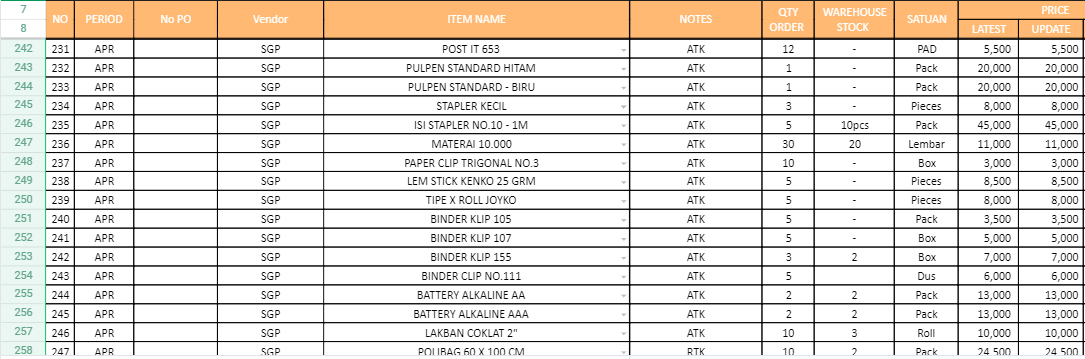 7 NO PERIOD No PO Vendor ITEM NAME NOTES QTY ORDER WAREHOUSE STOCK SATUAN PRICE
8 LATEST UPDATE
242 231 APR SGP POST IT 653 ATK 12 - PAD 5,500 5,500
243 232 APR SGP PULPEN STANDARD HITAM ATK 1 - Pack 20,000 20,000
244 233 APR SGP PULPEN STANDARD - BIRU ATK 1 - Pack 20,000 20,000
245 234 APR SGP STAPLER KECIL ATK 3 - Pieces 8,000 8,000
246 235 APR SGP ISI STAPLER NO.10 - 1M ATK 5 10pcs Pack 45,000 45,000
247 236 APR SGP MATERAI 10.000 ATK 30 20 Lembar 11,000 11,000
248 237 APR SGP PAPER CLIP TRIGONAL NO.3 ATK 10 - Box 3,000 3,000
249 238 APR SGP LEM STICK KENKO 25 GRM ATK 5 - Pieces 8,500 8,500
250 239 APR SGP TIPE X ROLL JOYKO ATK 5 - Pieces 8,000 8,000
251 240 APR SGP BINDER KLIP 105 ATK 5 - Pack 3,500 3,500
252 241 APR SGP BINDER KLIP 107 ATK 5 - Box 5,000 5,000
253 242 APR SGP BINDER KLIP 155 ATK 3 2 Box 7,000 7,000
254 243 APR SGP BINDER CLIP NO.111 ATK 5 Dus 6,000 6,000
255 244 APR SGP BATTERY ALKALINE AA ATK 2 2 Pack 13,000 13,000
256 245 APR SGP BATTERY ALKALINE AAA ATK 2 2 Pack 13,000 13,000
257 246 APR SGP LAKBAN COKLAT 2" ATK 10 3 Roll 10,000 10,000
258 247 APR SGP POLIBAG 60 X 100 CM RTK 10 2 Pack 24,500 24,500